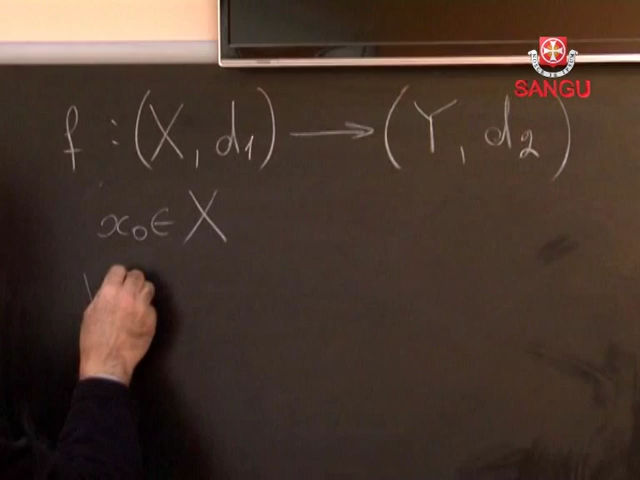 SANGU
f : (X, d₁) ⟶ (Y, d₂)
x₀ ∈ X